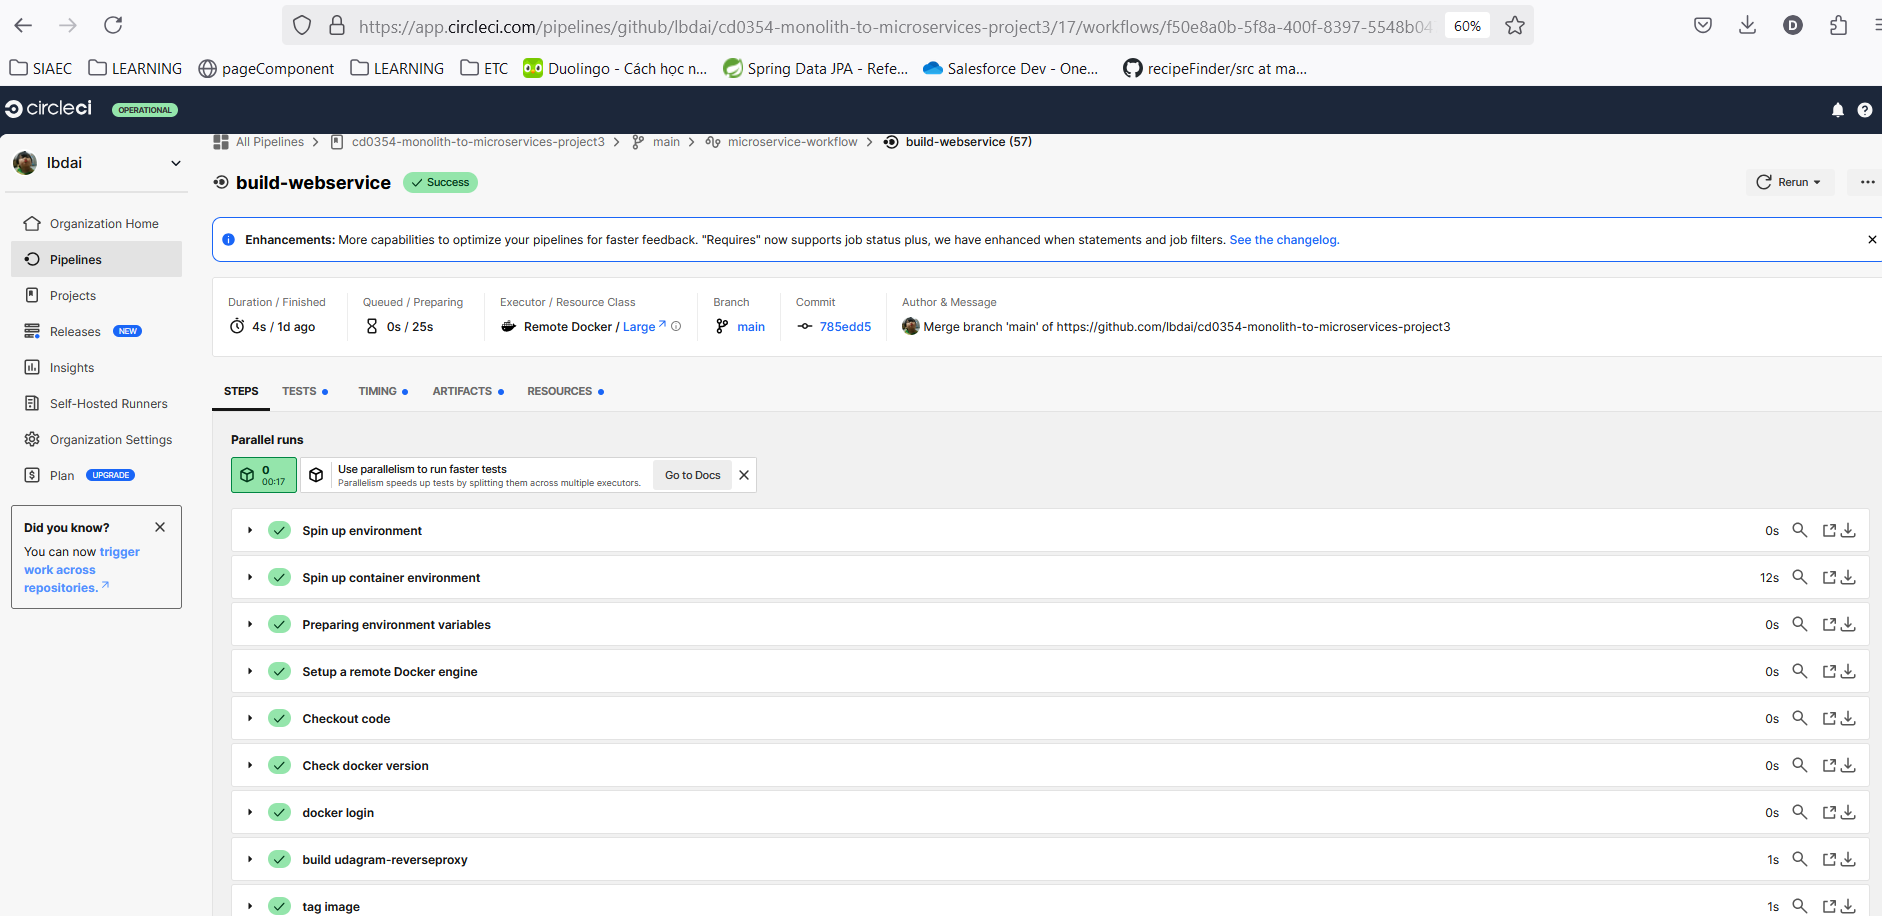 https://app.circleci.com/pipelines/github/lbdai/cd0354-monolith-to-microservices-project3/17/workflows/f50e8a0b-5f8a-400f-8397-5548b04 60% D
SIAEC LEARNING pageComponent LEARNING ETC Duolingo - Cách học n... Spring Data JPA - Refe... Salesforce Dev - One... recipeFinder/src at ma...
circleci OPERATIONAL
lbdai
Organization Home
Pipelines
Projects
Releases NEW
Insights
Self-Hosted Runners
Organization Settings
Plan UPGRADE
Did you know?
You can now trigger
work across
repositories.
All Pipelines cd0354-monolith-to-microservices-project3 main microservice-workflow build-webservice (57)
build-webservice Success Rerun
Enhancements: More capabilities to optimize your pipelines for faster feedback. "Requires" now supports job status plus, we have enhanced when statements and job filters. See the changelog.
Duration / Finished Queued / Preparing Executor / Resource Class Branch Commit Author & Message
4s / 1d ago 0s / 25s Remote Docker / Large main 785edd5 Merge branch 'main' of https://github.com/lbdai/cd0354-monolith-to-microservices-project3
STEPS TESTS TIMING ARTIFACTS RESOURCES
Parallel runs
0
00:17
Use parallelism to run faster tests
Parallelism speeds up tests by splitting them across multiple executors.
Go to Docs
Spin up environment 0s
Spin up container environment 12s
Preparing environment variables 0s
Setup a remote Docker engine 0s
Checkout code 0s
Check docker version 0s
docker login 0s
build udagram-reverseproxy 1s
tag image 1s